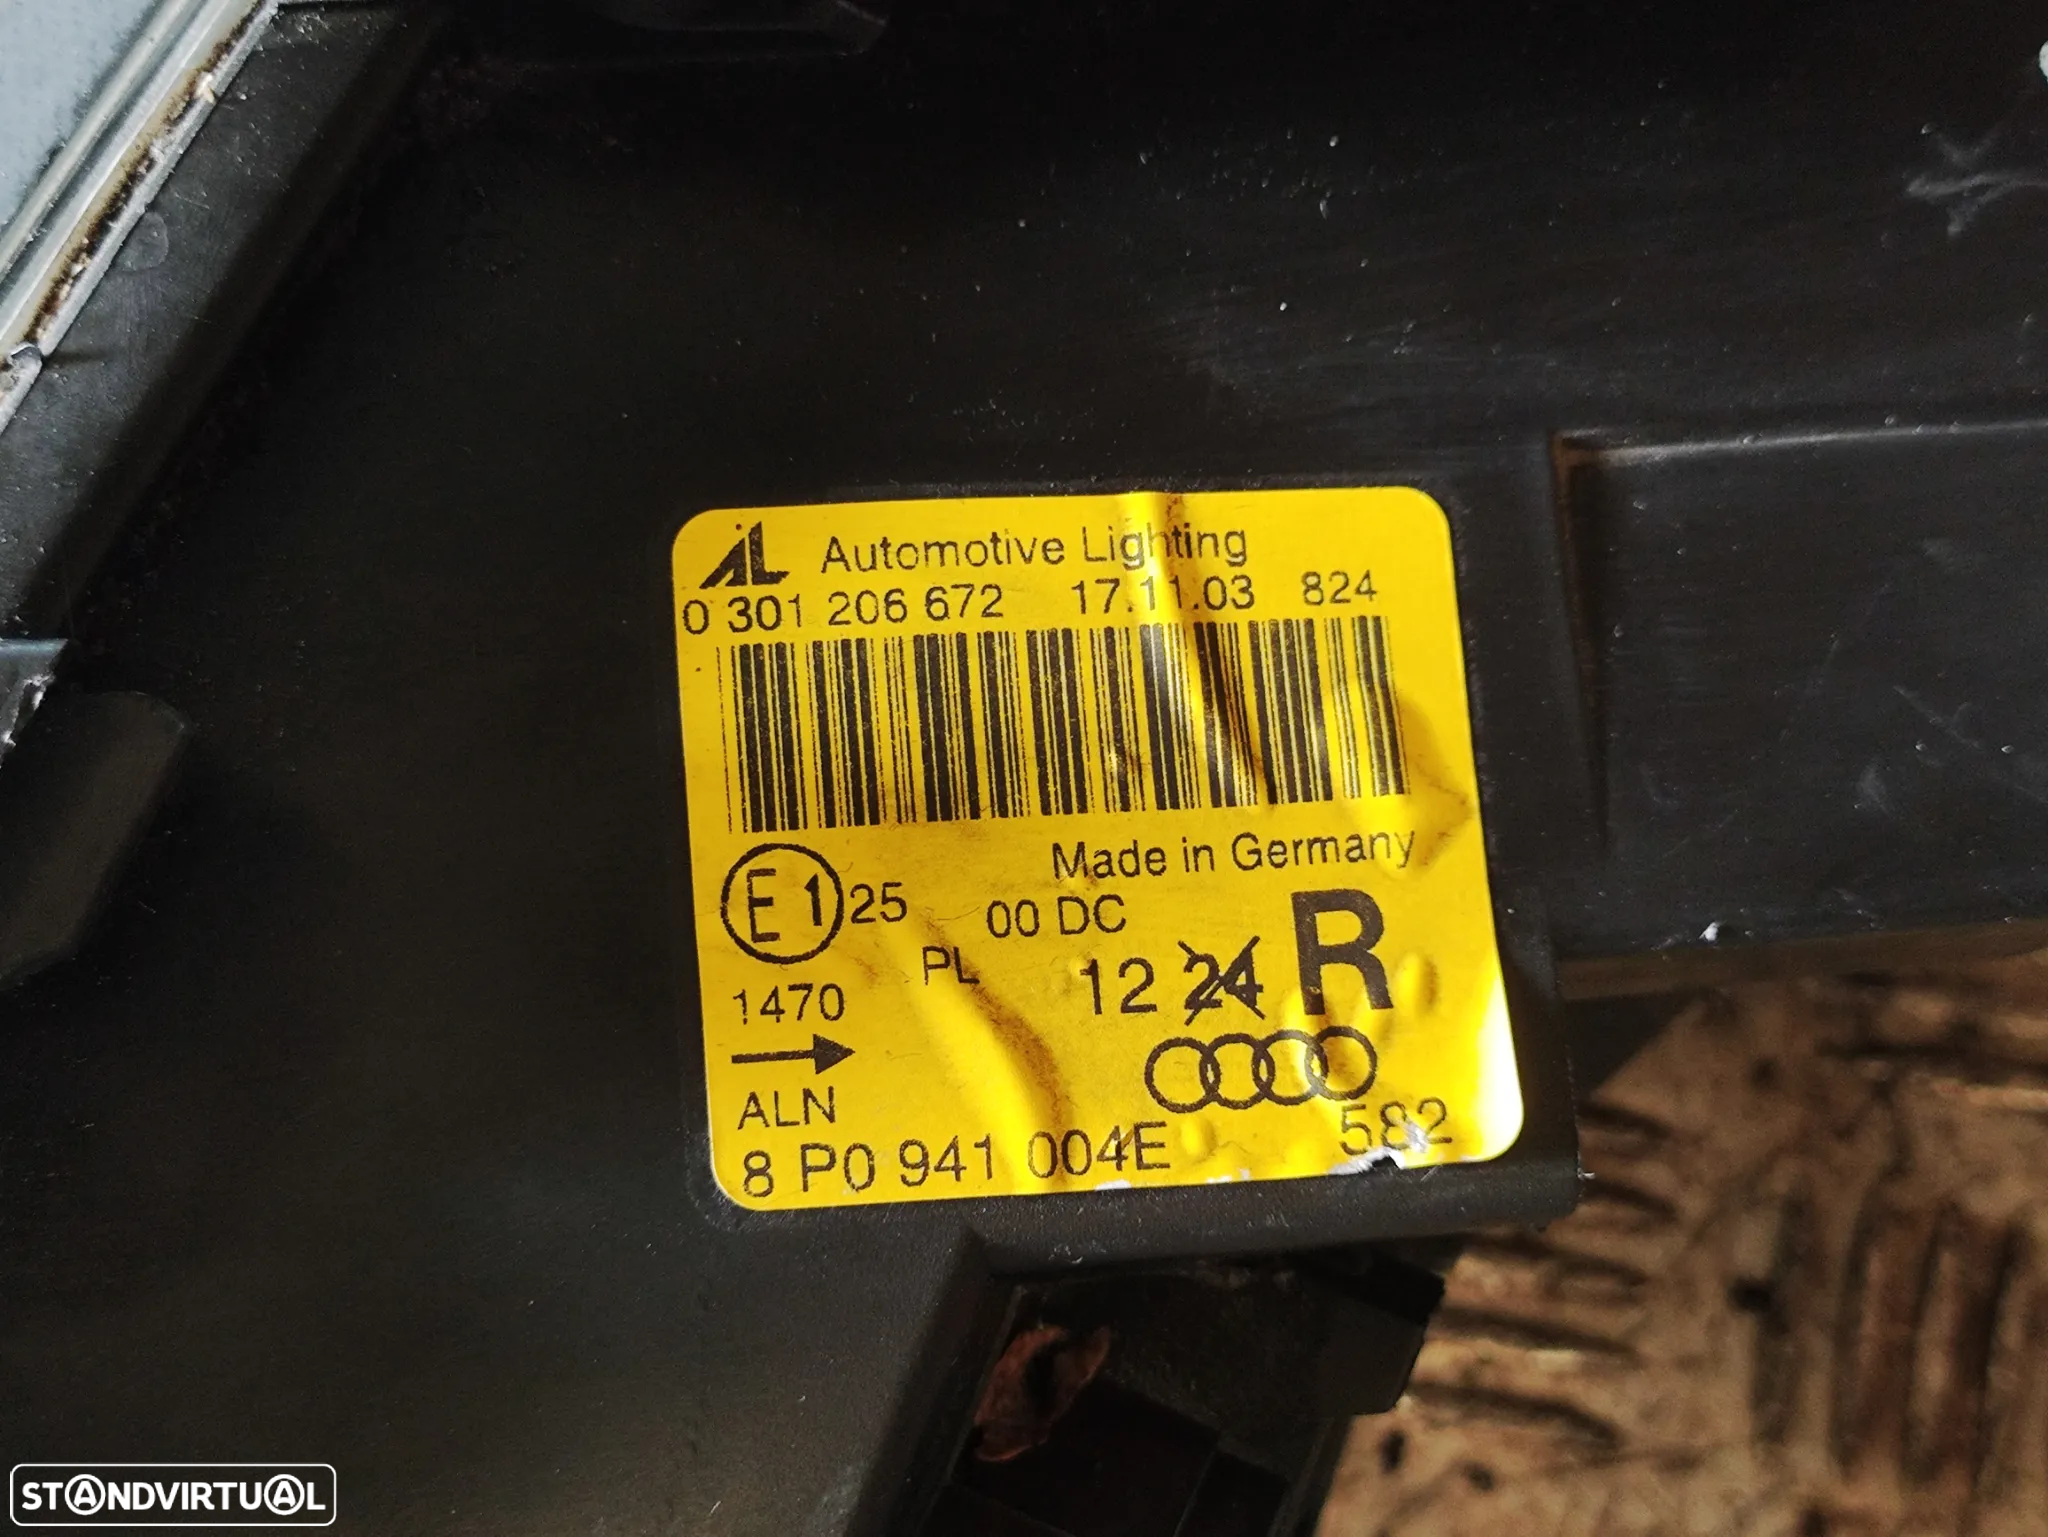 AL Automotive Lighting
0 301 206 672 17.11.03 824
Made in Germany
E1 25 00 DC R
PL 12 24
1470
ALN
8 P0 941 004E 582
STANDVIRTUAL